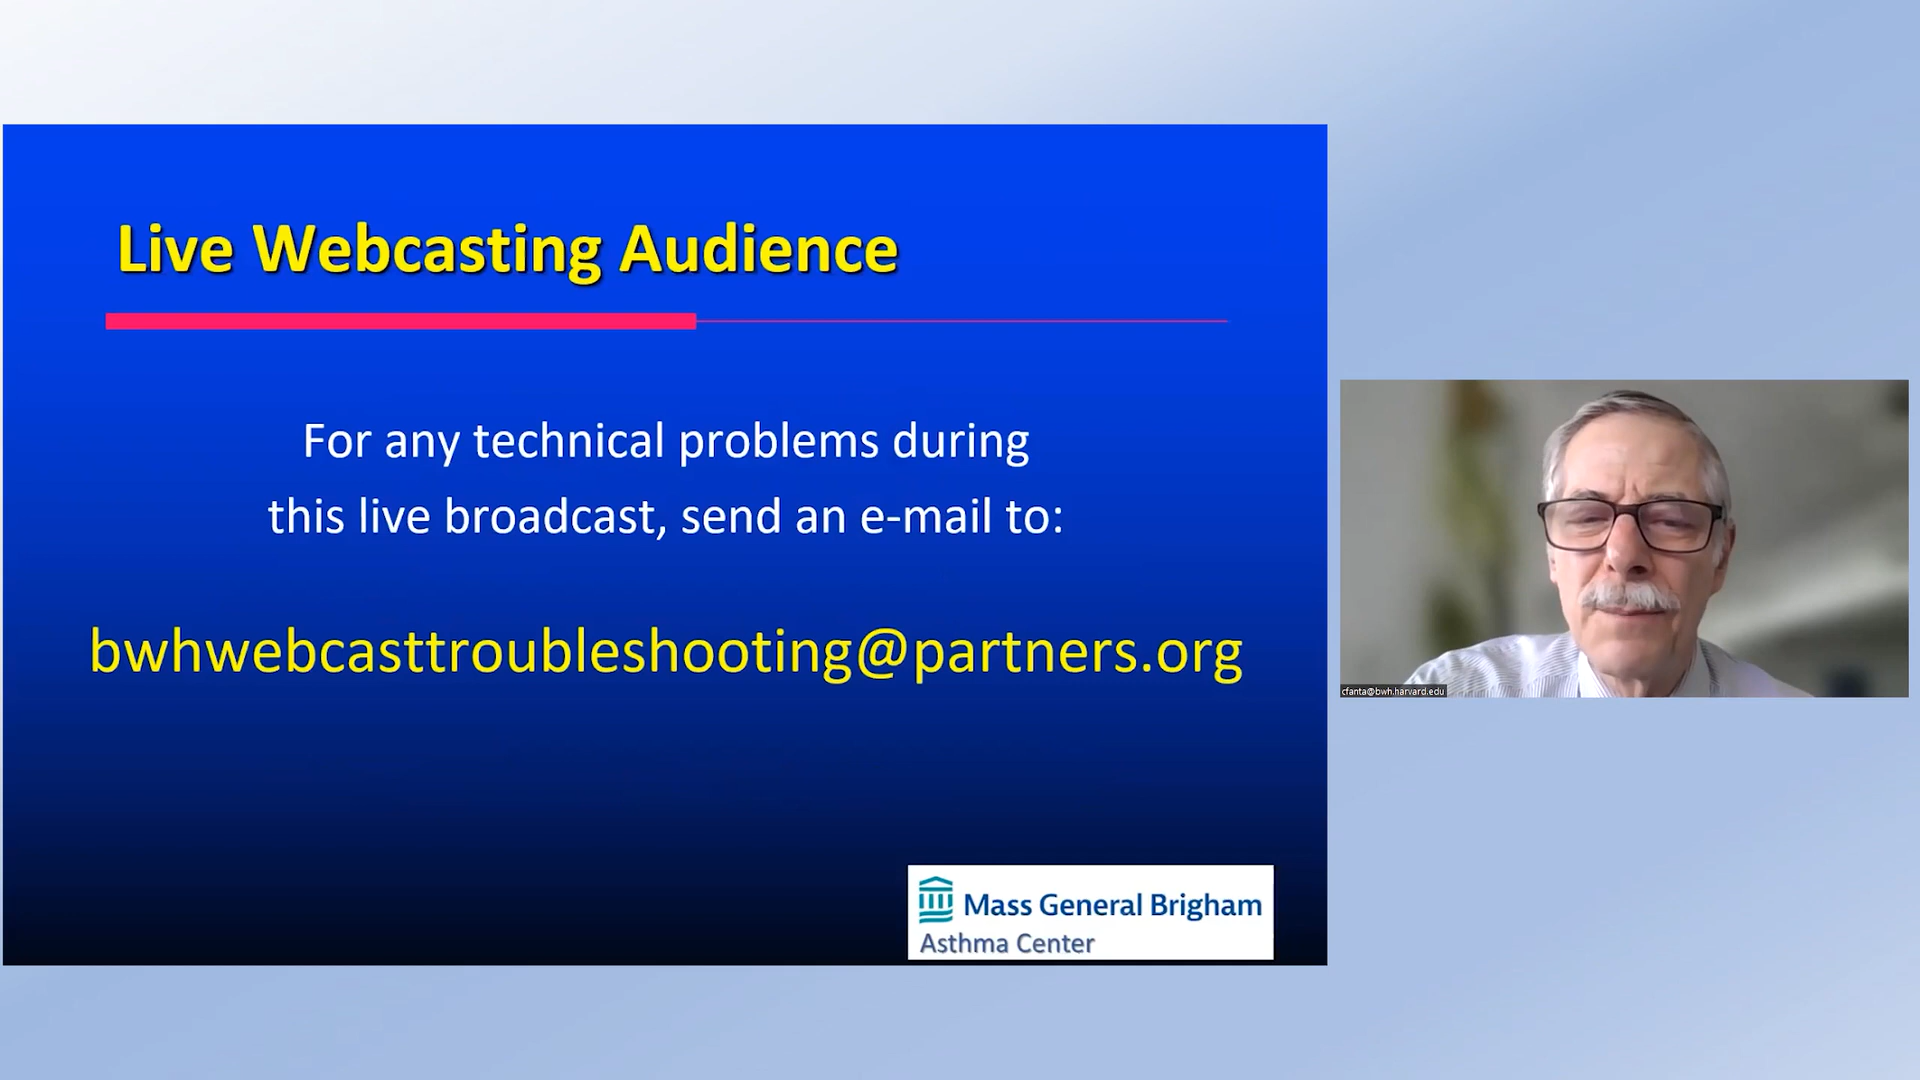 Live Webcasting Audience
For any technical problems during
this live broadcast, send an e-mail to:
bwhwebcasttroubleshooting@partners.org
Mass General Brigham
Asthma Center
cfanta@bwh.harvard.edu